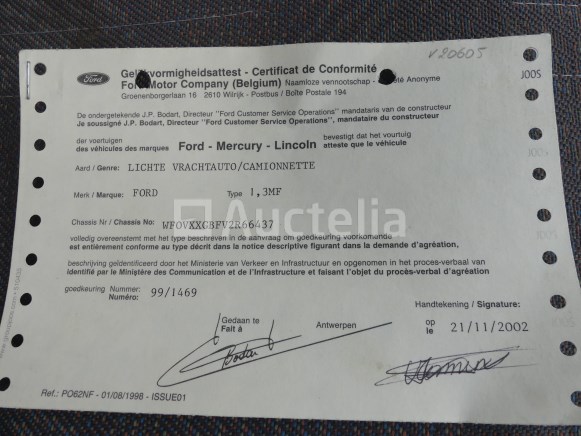 V20605
Ford
Gelijkvormigheidsattest - Certificat de Conformité
Ford Motor Company (Belgium) Naamloze vennootschap - Société Anonyme
Groenenborgerlaan 16 2610 Wilrijk - Postbus / Boîte Postale 194
J00S
De ondergetekende J.P. Bodart, Directeur "Ford Customer Service Operations" mandataris van de constructeur
Je soussigné J.P. Bodart, Directeur "Ford Customer Service Operations", mandataire du constructeur
der voertuigen
des véhicules des marques
Ford - Mercury - Lincoln
bevestigt dat het voertuig
atteste que le véhicule
Aard / Genre: LICHTE VRACHTAUTO/CAMIONNETTE
Merk / Marque: FORD Type 1,3MF
Auctelia
Chassis Nr / Chassis No: WFOVXXGBFV2R66437
volledig overeenstemt met het type beschreven in de aanvraag om goedkeuring voorkomende
est entièrement conforme au type décrit dans la notice descriptive figurant dans la demande d'agréation,
beschrijving geïdentificeerd door het Ministerie van Verkeer en Infrastructuur en opgenomen in het proces-verbaal van
identifié par le Ministère des Communication et de l'Infrastructure et faisant l'objet du procès-verbal d'agréation
goedkeuring Nummer:
Numéro: 99/1469
Gedaan te
Fait à
Antwerpen
Handtekening / Signature:
op
le 21/11/2002
Ref.: PO62NF - 01/08/1998 - ISSUE01